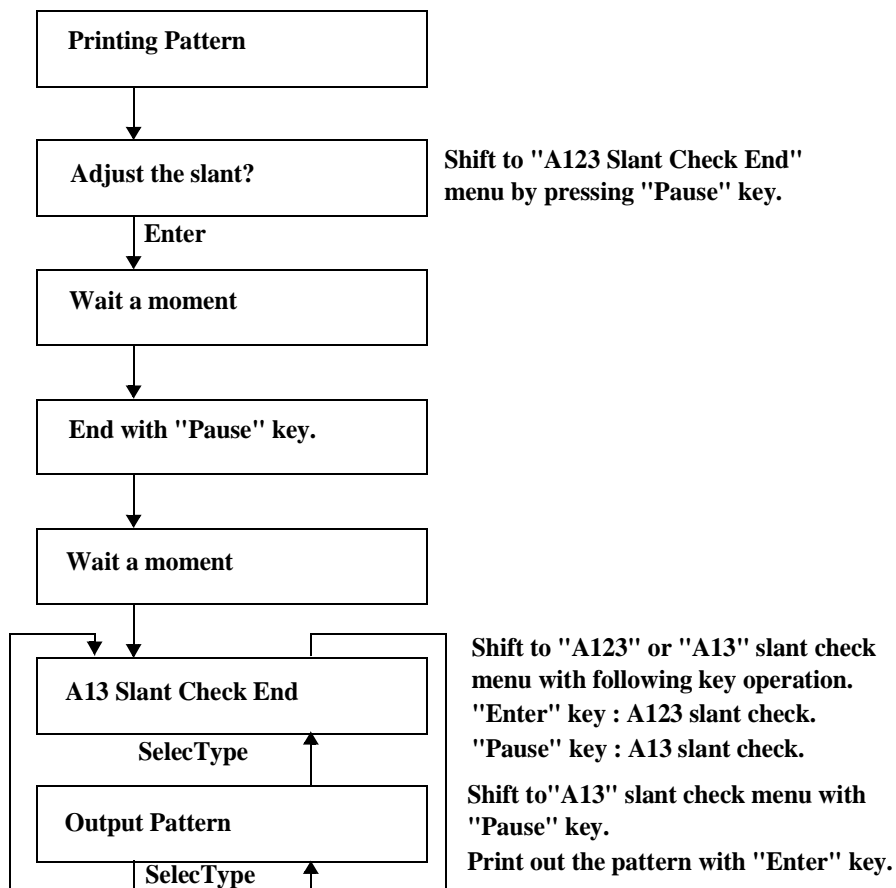 Printing Pattern
Adjust the slant?
Shift to "A123 Slant Check End"
menu by pressing "Pause" key.
Enter
Wait a moment
End with "Pause" key.
Wait a moment
A13 Slant Check End
Shift to "A123" or "A13" slant check
menu with following key operation.
"Enter" key : A123 slant check.
"Pause" key : A13 slant check.
SelecType
Output Pattern
Shift to"A13" slant check menu with
"Pause" key.
Print out the pattern with "Enter" key.
SelecType